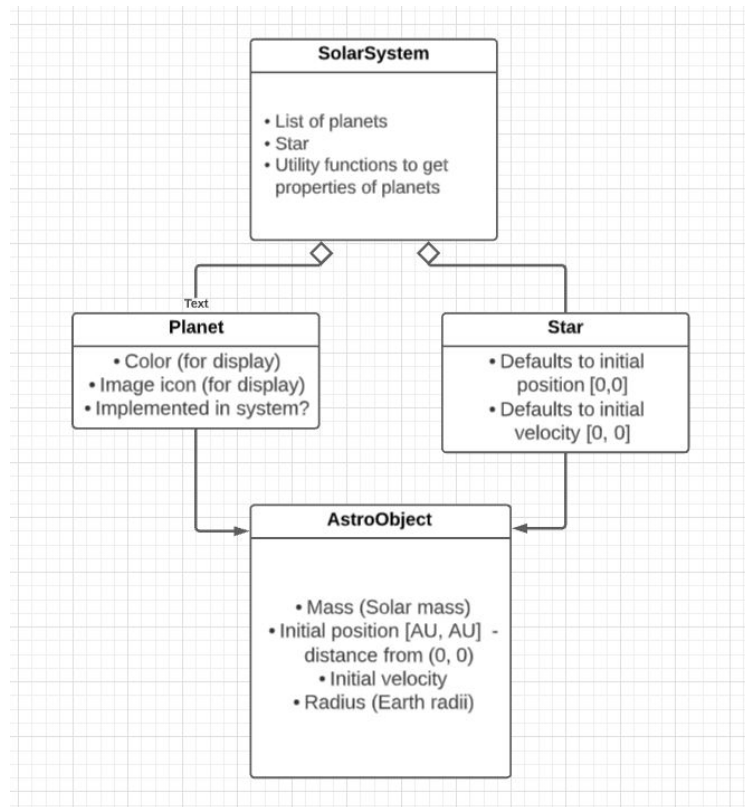 SolarSystem
• List of planets
• Star
• Utility functions to get
properties of planets
Text
Planet
• Color (for display)
• Image icon (for display)
• Implemented in system?
Star
• Defaults to initial
position [0,0]
• Defaults to initial
velocity [0, 0]
AstroObject
• Mass (Solar mass)
• Initial position [AU, AU] -
distance from (0, 0)
• Initial velocity
• Radius (Earth radii)